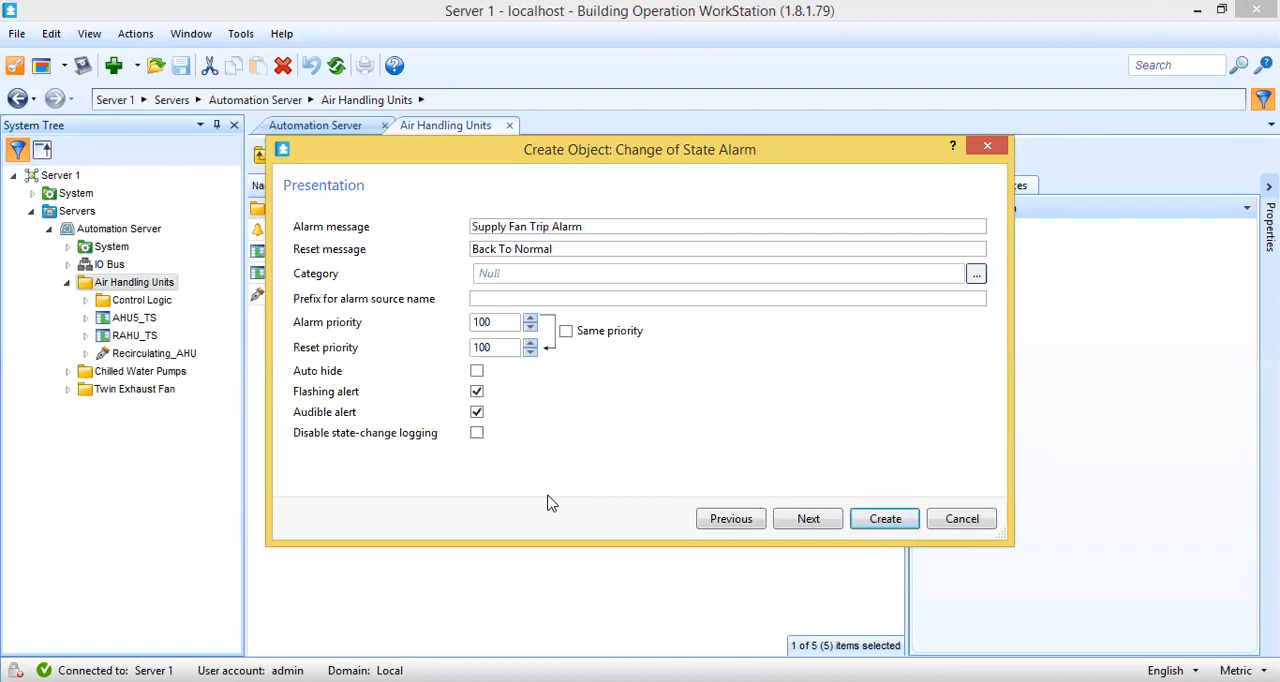 Server 1 - localhost - Building Operation WorkStation (1.8.1.79)
File Edit View Actions Window Tools Help
Search
Server 1 Servers Automation Server Air Handling Units
System Tree
Automation Server
Air Handling Units
Server 1
System
Servers
Automation Server
System
IO Bus
Air Handling Units
Control Logic
AHU5_TS
RAHU_TS
Recirculating_AHU
Chilled Water Pumps
Twin Exhaust Fan
Create Object: Change of State Alarm
?
Presentation
Alarm message Supply Fan Trip Alarm
Reset message Back To Normal
Category Null ...
Prefix for alarm source name
Alarm priority 100
Same priority
Reset priority 100
Auto hide
Flashing alert
Audible alert
Disable state-change logging
Previous Next Create Cancel
Properties
1 of 5 (5) items selected
Connected to: Server 1 User account: admin Domain: Local English Metric